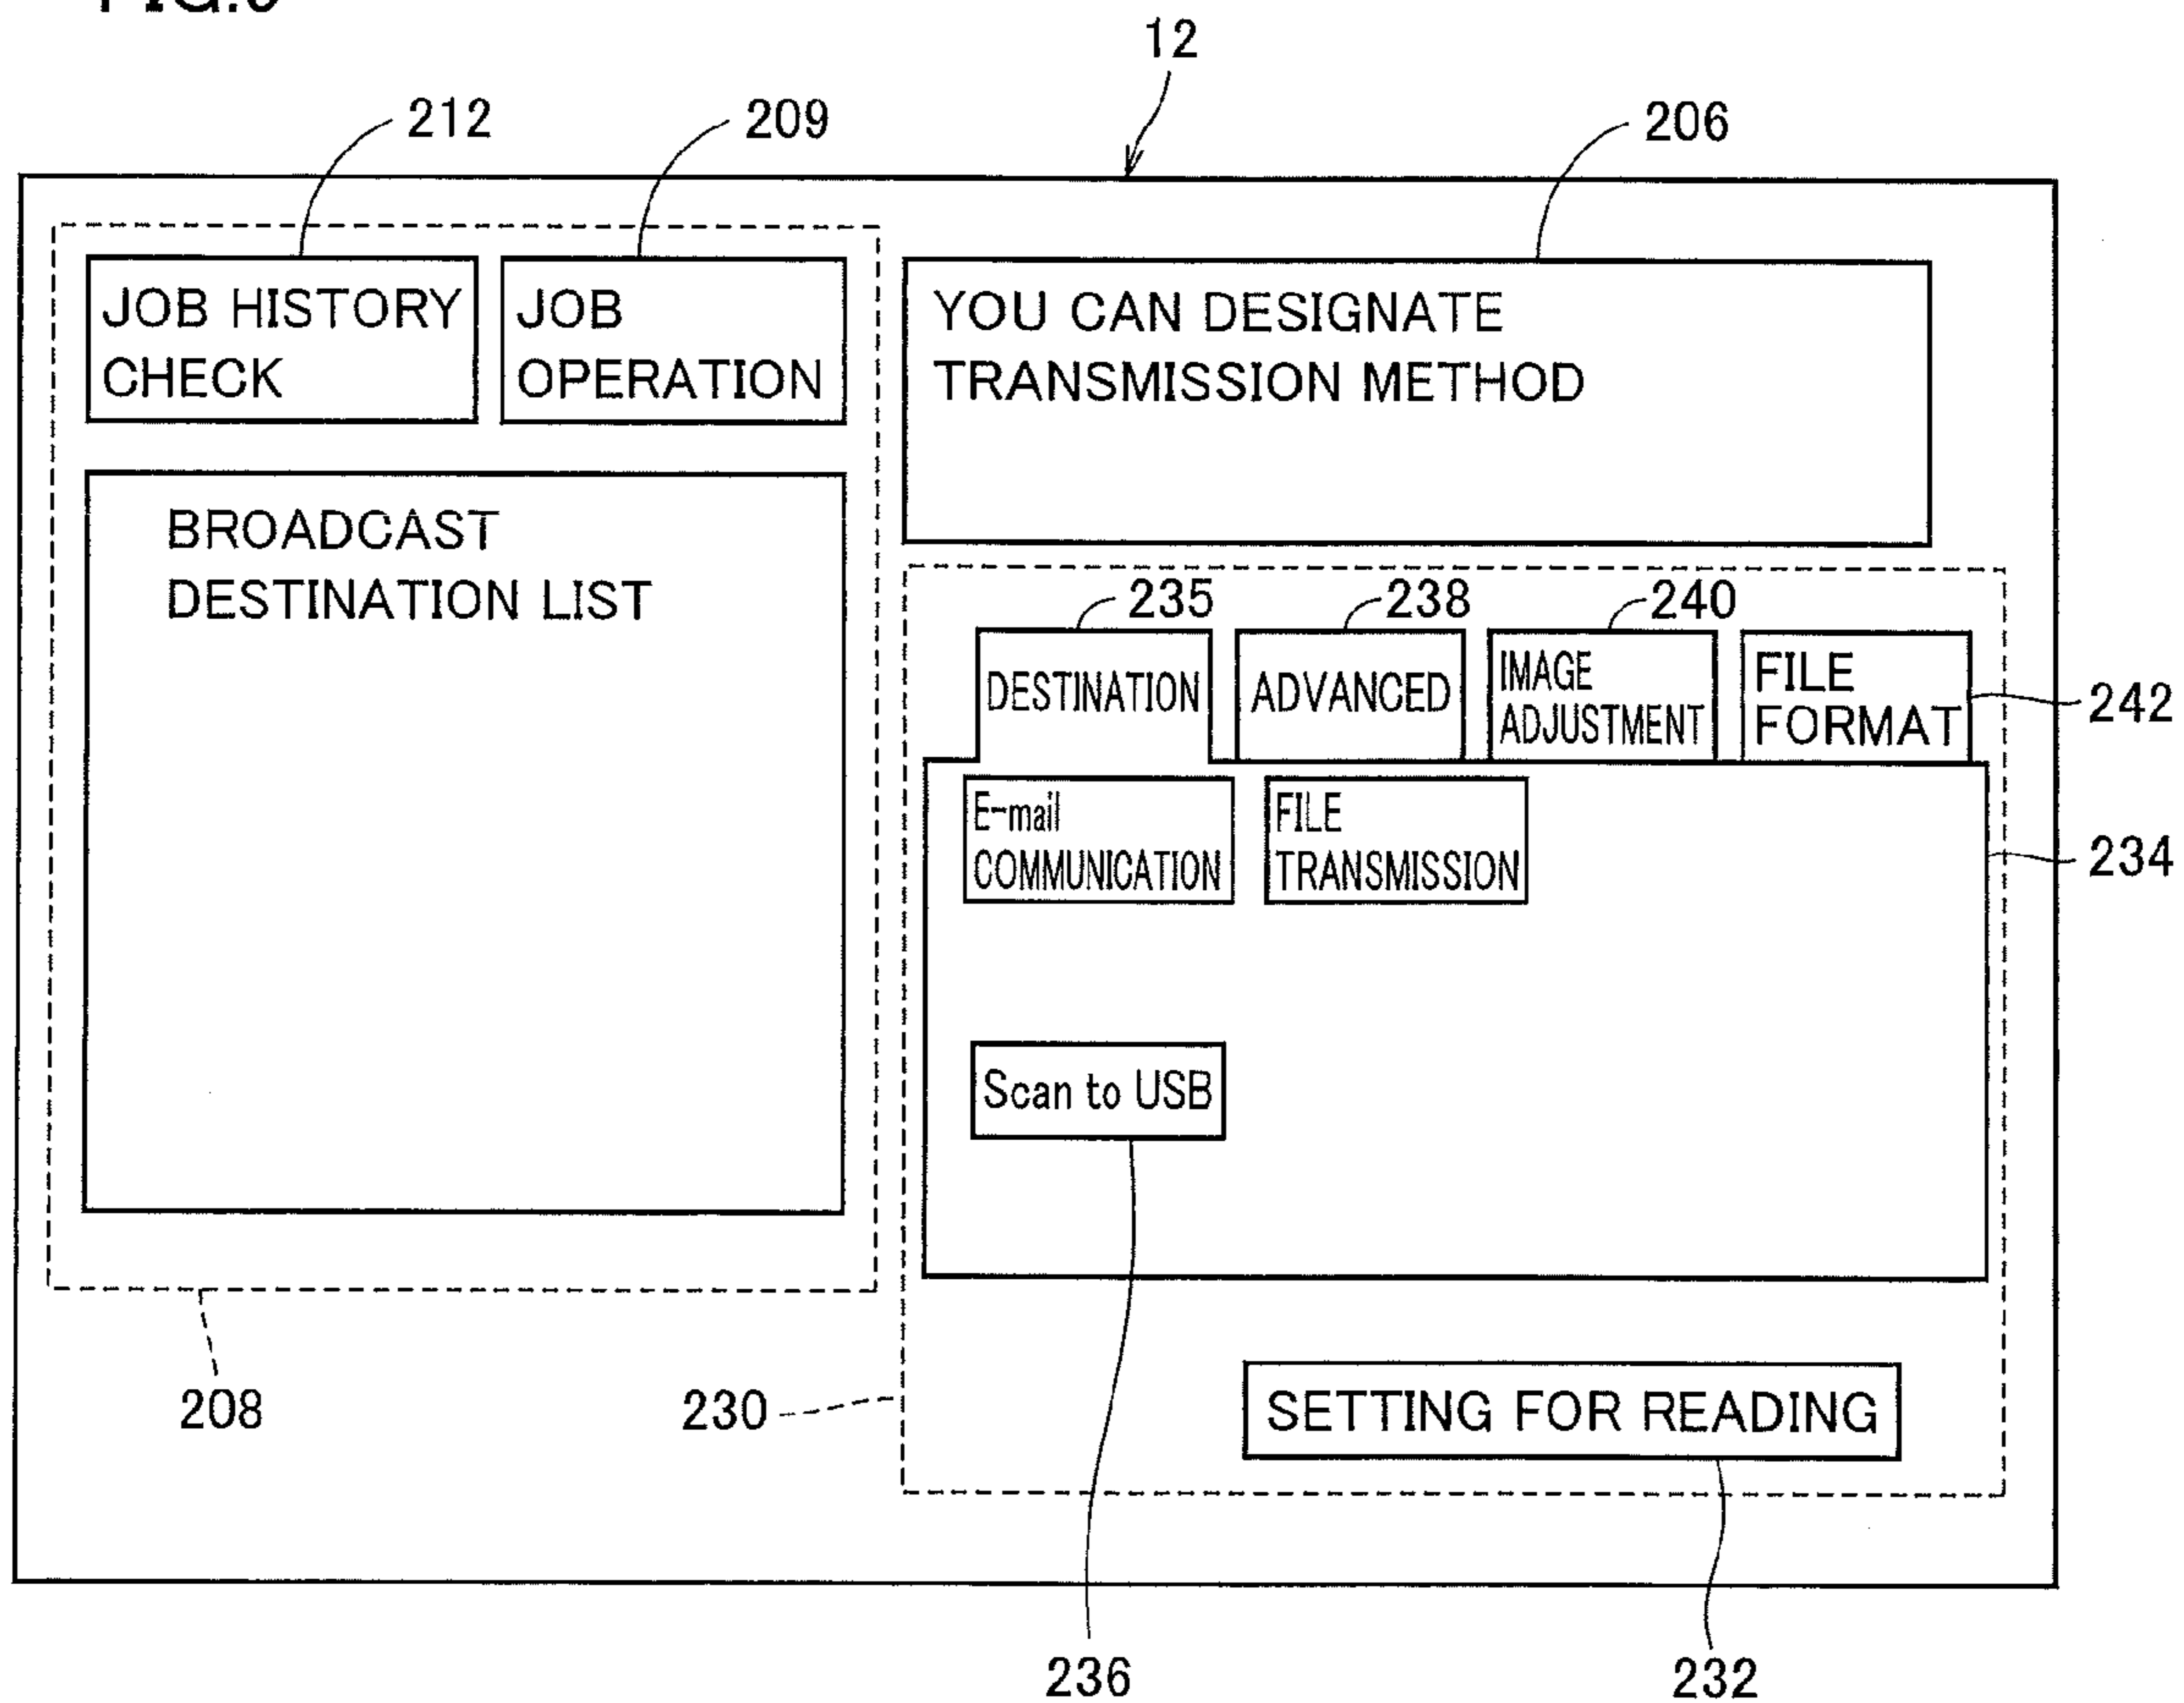 12
212
209
206
JOB HISTORY
CHECK
JOB
OPERATION
YOU CAN DESIGNATE
TRANSMISSION METHOD
BROADCAST
DESTINATION LIST
235
238
240
DESTINATION
ADVANCED
IMAGE
ADJUSTMENT
FILE
FORMAT
242
E-mail
COMMUNICATION
FILE
TRANSMISSION
234
Scan to USB
208
230
SETTING FOR READING
236
232